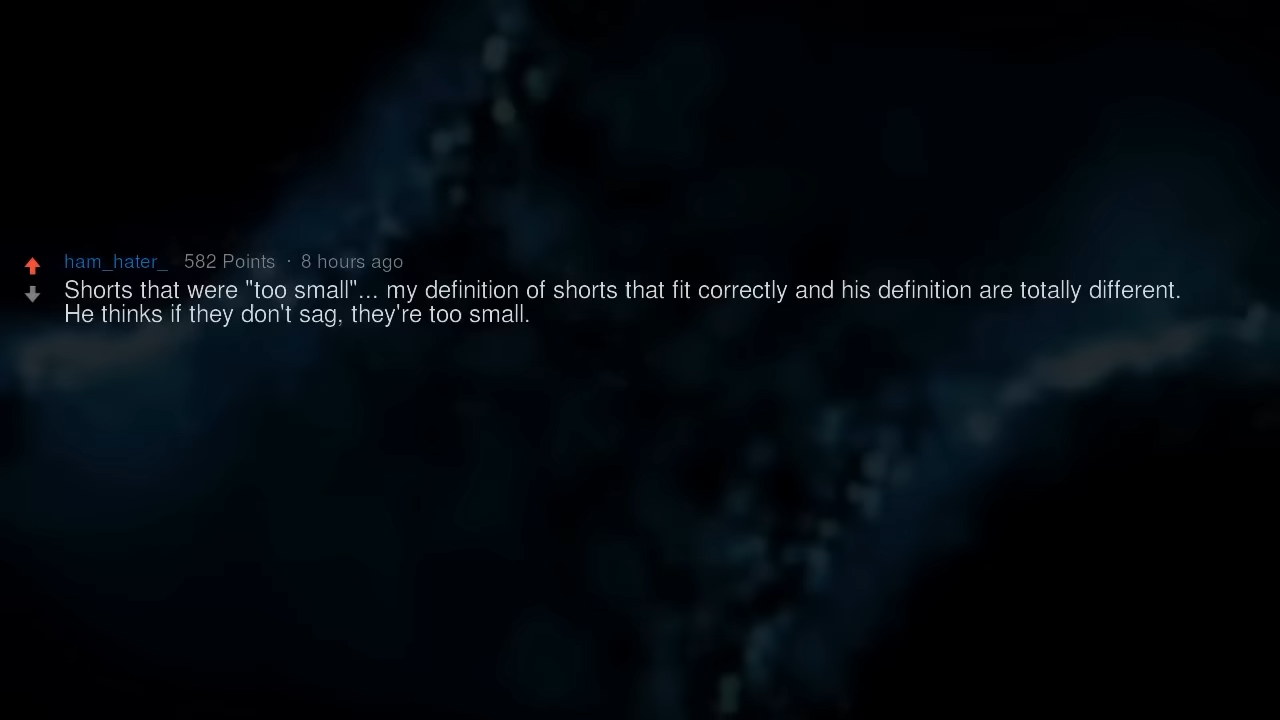 ham_hater_ 582 Points · 8 hours ago
Shorts that were "too small"... my definition of shorts that fit correctly and his definition are totally different.
He thinks if they don't sag, they're too small.